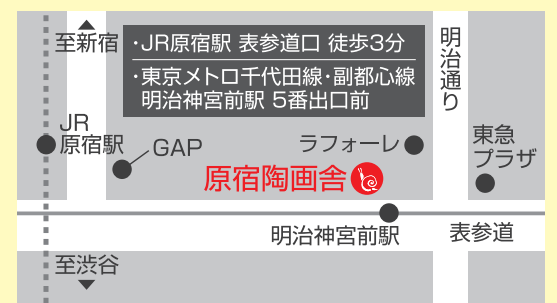 至新宿
・JR原宿駅 表参道口 徒歩3分
・東京メトロ千代田線・副都心線
明治神宮前駅 5番出口前
明治通り
JR
原宿駅
GAP
ラフォーレ
東急
プラザ
原宿陶画舎
明治神宮前駅
表参道
至渋谷